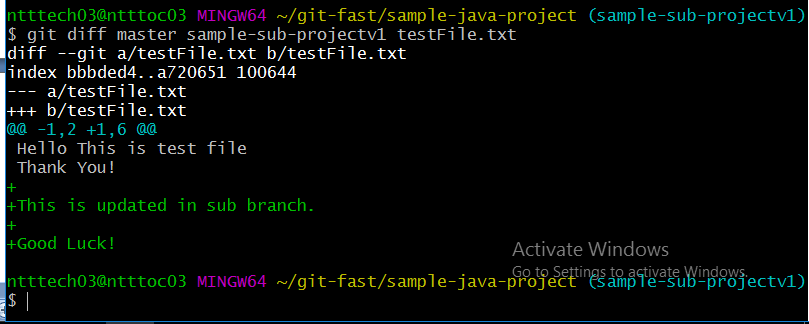 ntttech03@ntttoc03 MINGW64 ~/git-fast/sample-java-project (sample-sub-projectv1)
$ git diff master sample-sub-projectv1 testFile.txt
diff --git a/testFile.txt b/testFile.txt
index bbbded4..a720651 100644
--- a/testFile.txt
+++ b/testFile.txt
@@ -1,2 +1,6 @@
 Hello This is test file
 Thank You!
+
+This is updated in sub branch.
+
+Good Luck!
Activate Windows
Go to Settings to activate Windows.
ntttech03@ntttoc03 MINGW64 ~/git-fast/sample-java-project (sample-sub-projectv1)
$